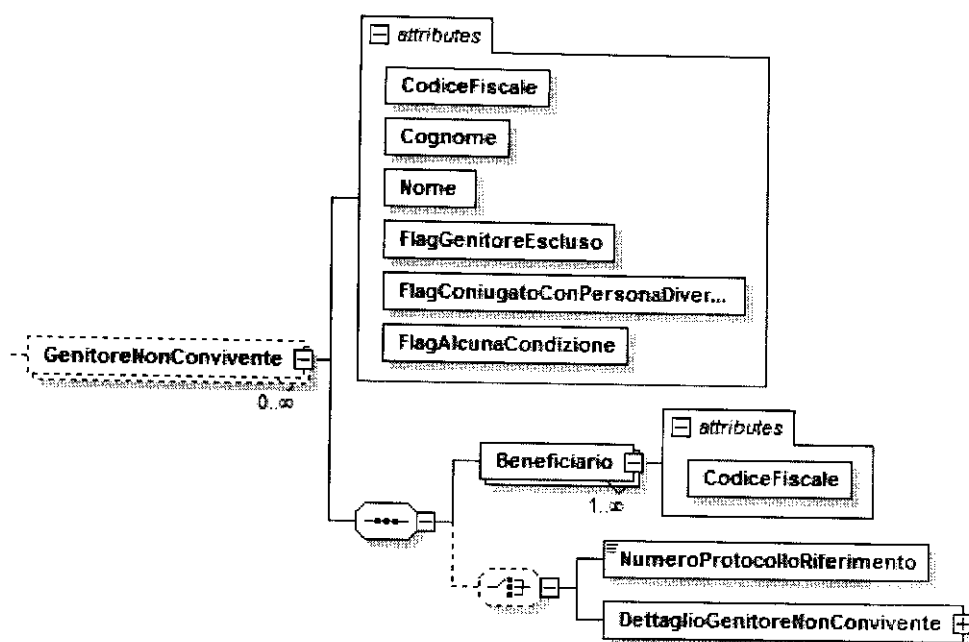 attributes
CodiceFiscale
Cognome
Nome
FlagGenitoreEscluso
FlagConiugatoConPersonaDiver...
FlagAlcunaCondizione
GenitoreNonConvivente
0..∞
attributes
Beneficiario
CodiceFiscale
1..∞
NumeroProtocolloRiferimento
DettaglioGenitoreNonConvivente